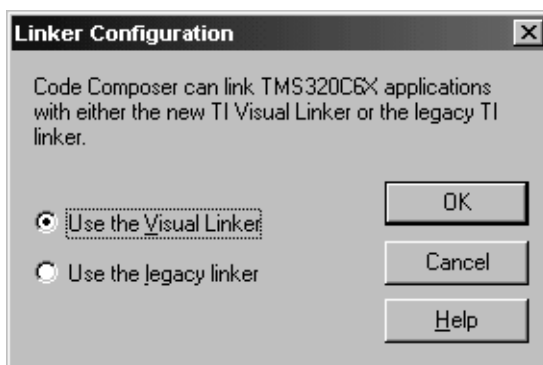 Linker Configuration
Code Composer can link TMS320C6X applications
with either the new TI Visual Linker or the legacy TI
linker.
Use the Visual Linker
Use the legacy linker
OK
Cancel
Help